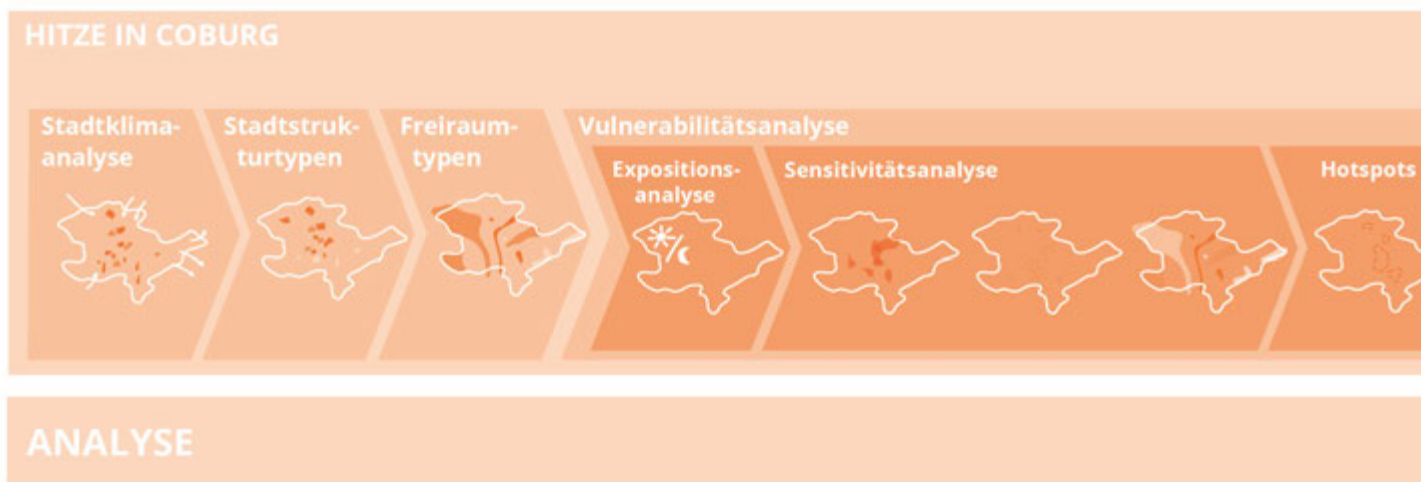 HITZE IN COBURG
Stadtklima-
analyse
Stadtstruk-
turtypen
Freiraum-
typen
Vulnerabilitätsanalyse
Expositions-
analyse
Sensitivitätsanalyse
Hotspots
ANALYSE